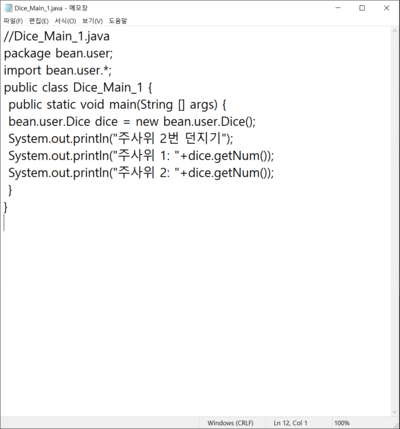 Dice_Main_1.java - 메모장
파일(F) 편집(E) 서식(O) 보기(V) 도움말
//Dice_Main_1.java
package bean.user;
import bean.user.*;
public class Dice_Main_1 {
public static void main(String [] args) {
bean.user.Dice dice = new bean.user.Dice();
System.out.println("주사위 2번 던지기");
System.out.println("주사위 1: "+dice.getNum());
System.out.println("주사위 2: "+dice.getNum());
}
}
Windows (CRLF) Ln 12, Col 1 100%